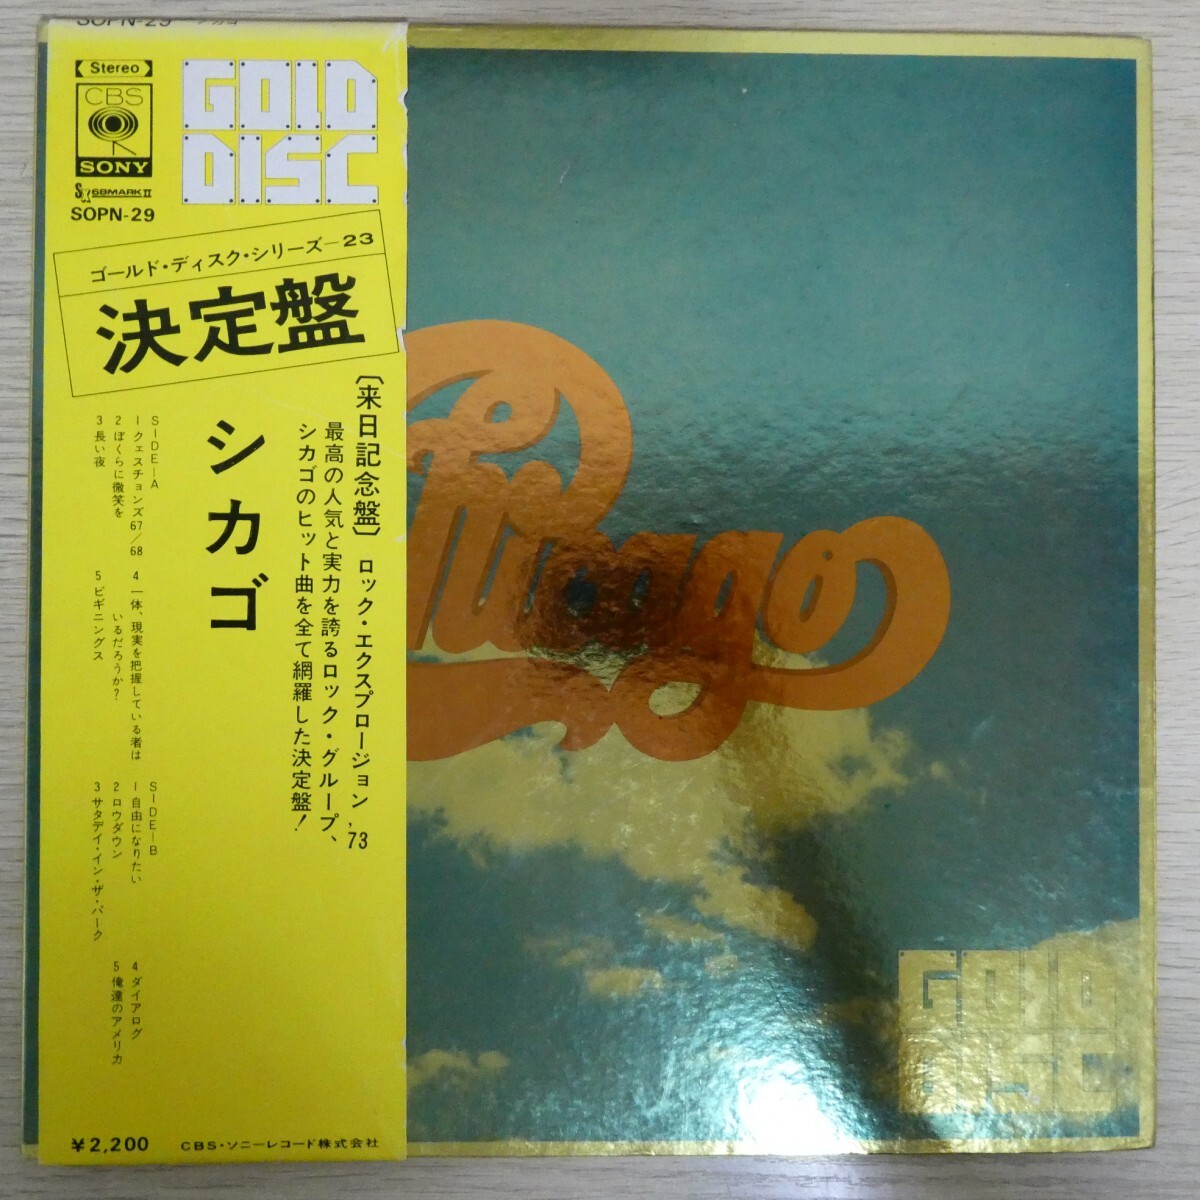 SOPN-29 シカゴ
Stereo
CBS
SONY
SX68MARKⅡ
SOPN-29
GOLD
DISC
ゴールド・ディスク・シリーズ—23
決定盤
〔来日記念盤〕ロック・エクスプロージョン,73
最高の人気と実力を誇るロック・グループ、
シカゴのヒット曲を全て網羅した決定盤!
シカゴ
SIDE—A
1 クェスチョンズ67/68
2 ぼくらに微笑を
3 長い夜
4 一体、現実を把握している者は
いるだろうか?
5 ビギニングス
SIDE—B
1 自由になりたい
2 ロウダウン
3 サタデイ・イン・ザ・パーク
4 ダイアログ
5 俺達のアメリカ
¥2,200
CBS・ソニーレコード株式会社
Chicago
GOLD
DISC